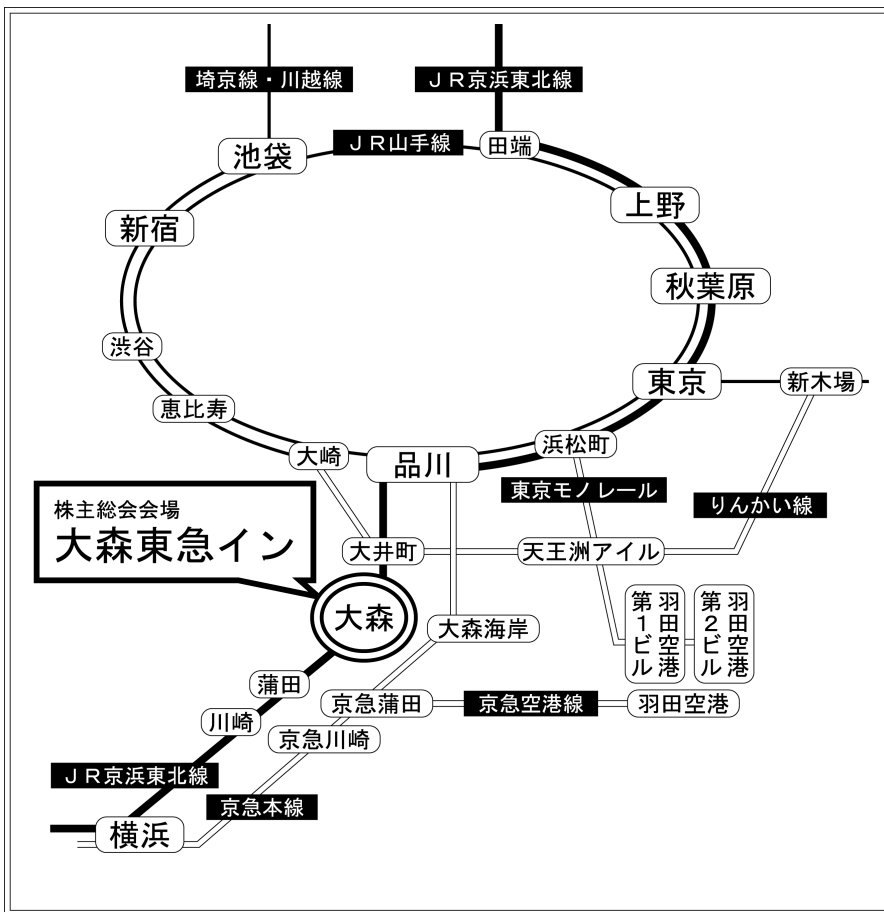 埼京線・川越線
ＪＲ京浜東北線
ＪＲ山手線
田端
池袋
上野
新宿
秋葉原
渋谷
東京
新木場
恵比寿
浜松町
大崎
品川
東京モノレール
りんかい線
株主総会会場
大森東急イン
大井町
天王洲アイル
大森
大森海岸
羽田空港第１ビル
羽田空港第２ビル
蒲田
京急蒲田
京急空港線
羽田空港
川崎
京急川崎
ＪＲ京浜東北線
京急本線
横浜